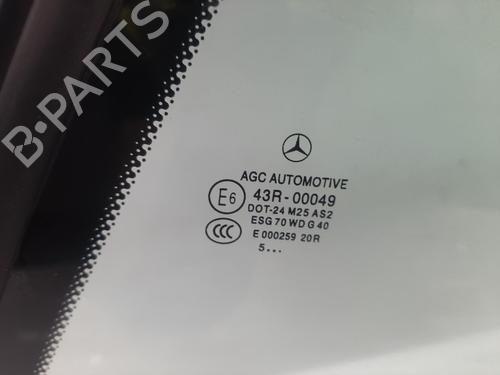 AGC AUTOMOTIVE
E6 43R-00049
DOT-24 M25 AS2
ESG 70 WD G 40
CCC E 000259 20R
5...
B PARTS